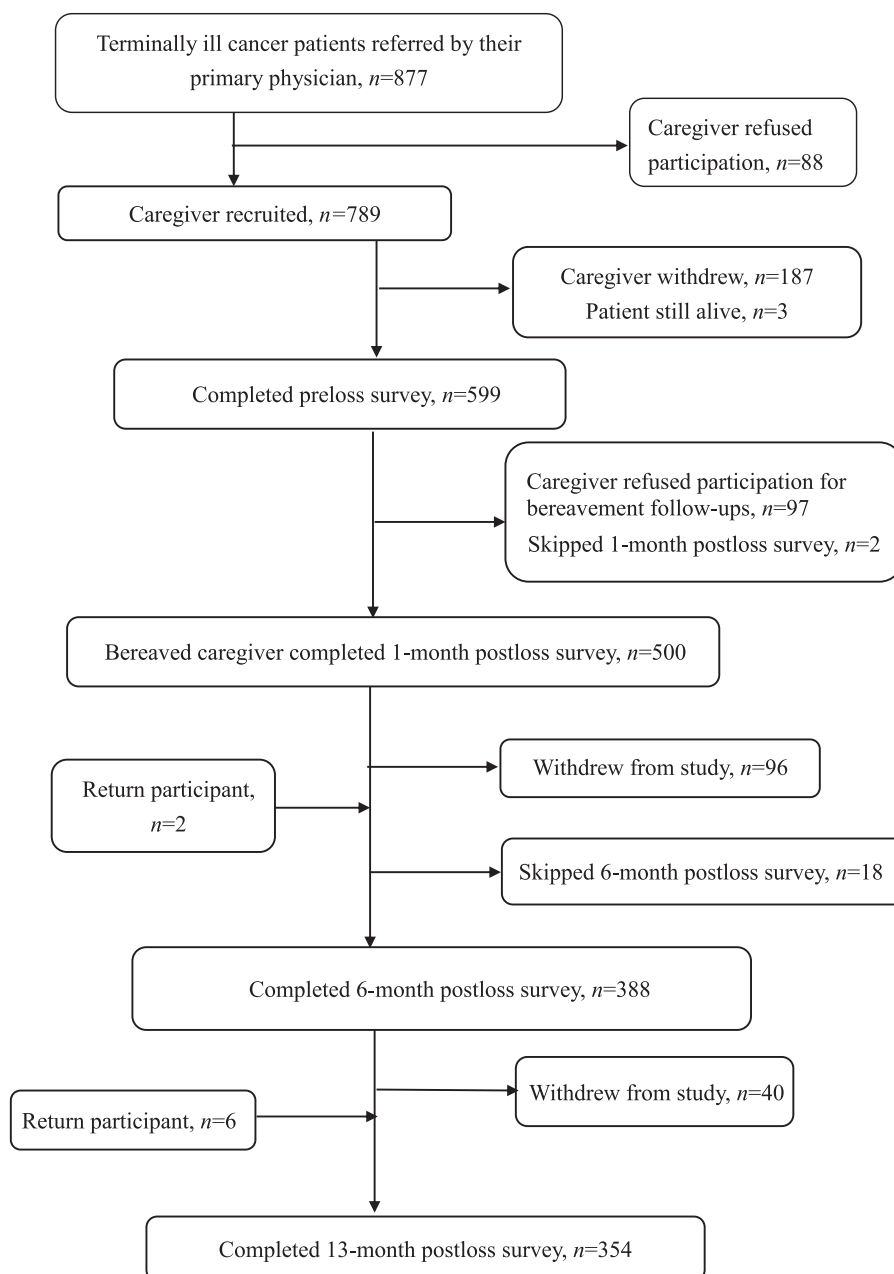 Terminally ill cancer patients referred by their
primary physician, n=877
Caregiver refused
participation, n=88
Caregiver recruited, n=789
Caregiver withdrew, n=187
Patient still alive, n=3
Completed preloss survey, n=599
Caregiver refused participation for
bereavement follow-ups, n=97
Skipped 1-month postloss survey, n=2
Bereaved caregiver completed 1-month postloss survey, n=500
Withdrew from study, n=96
Return participant,
n=2
Skipped 6-month postloss survey, n=18
Completed 6-month postloss survey, n=388
Withdrew from study, n=40
Return participant, n=6
Completed 13-month postloss survey, n=354